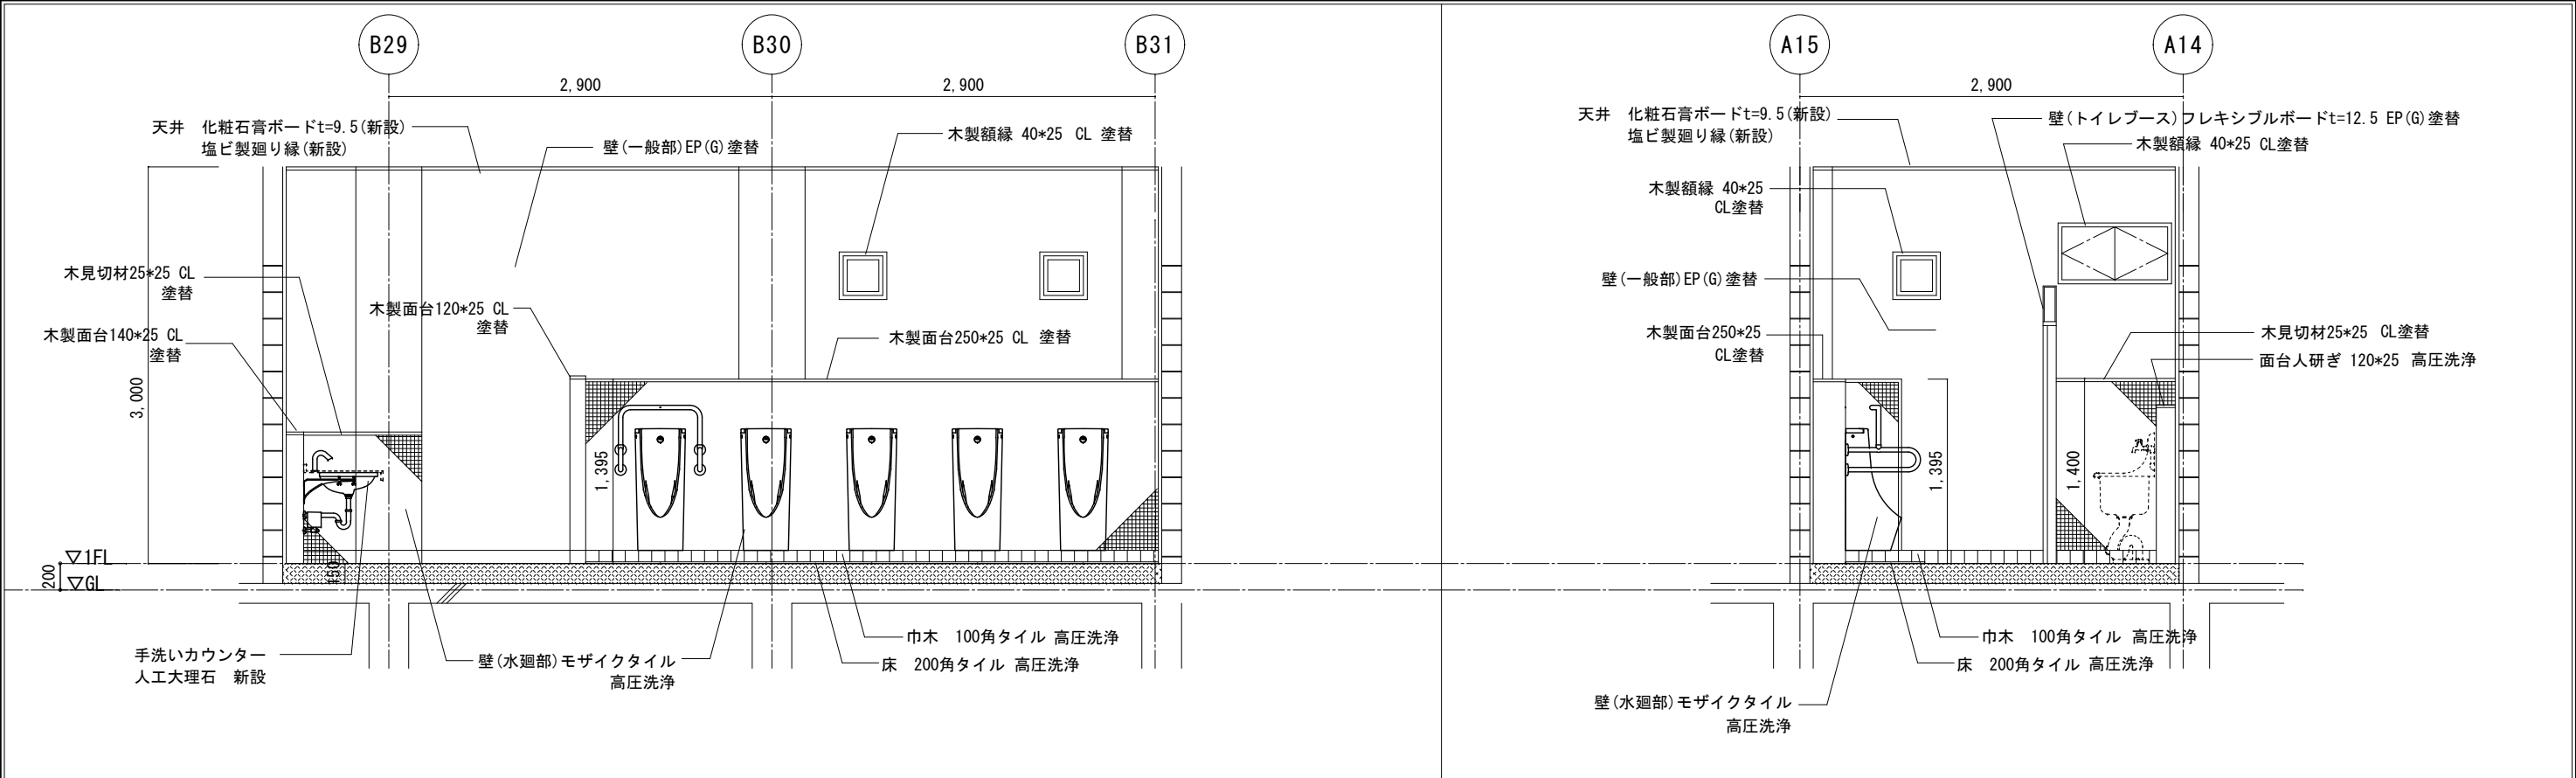 B29
B30
B31
2,900
2,900
天井 化粧石膏ボードt=9.5(新設)
塩ビ製廻り縁(新設)
壁(一般部)EP(G)塗替
木製額縁 40*25 CL 塗替
木見切材25*25 CL
塗替
木製面台120*25 CL
塗替
木製面台140*25 CL
塗替
木製面台250*25 CL 塗替
3,000
1,395
▽1FL
200
▽GL
150
手洗いカウンター
人工大理石 新設
壁(水廻部)モザイクタイル
高圧洗浄
巾木 100角タイル 高圧洗浄
床 200角タイル 高圧洗浄
A15
A14
2,900
天井 化粧石膏ボードt=9.5(新設)
塩ビ製廻り縁(新設)
壁(トイレブース)フレキシブルボードt=12.5 EP(G)塗替
木製額縁 40*25 CL塗替
木製額縁 40*25
CL塗替
壁(一般部)EP(G)塗替
木製面台250*25
CL塗替
木見切材25*25 CL塗替
面台人研ぎ 120*25 高圧洗浄
1,395
1,400
巾木 100角タイル 高圧洗浄
床 200角タイル 高圧洗浄
壁(水廻部)モザイクタイル
高圧洗浄